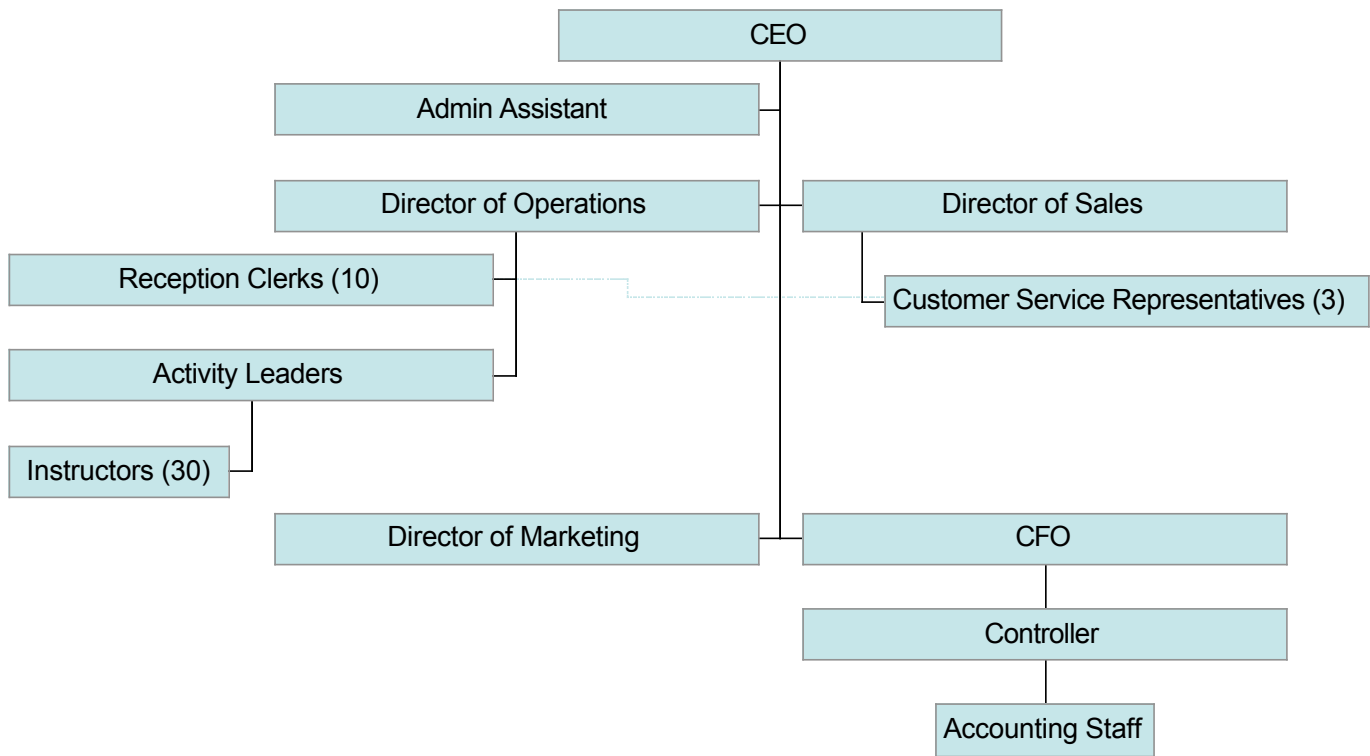 CEO
Admin Assistant
Director of Operations
Director of Sales
Reception Clerks (10)
Customer Service Representatives (3)
Activity Leaders
Instructors (30)
Director of Marketing
CFO
Controller
Accounting Staff